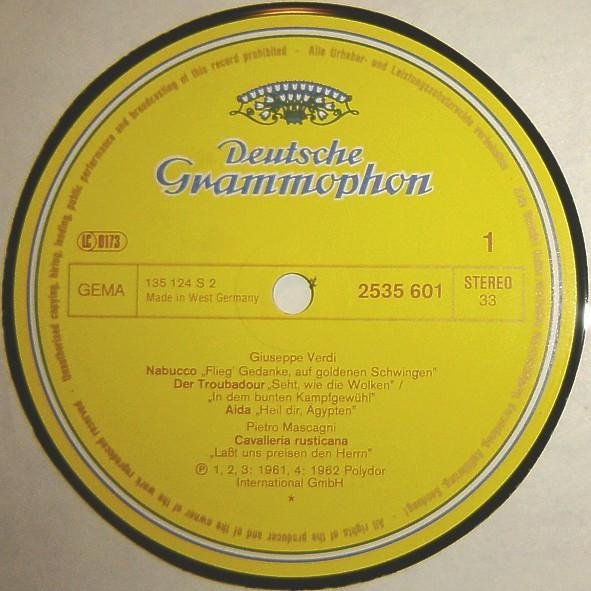 Unauthorised copying, hiring, lending, public performance and broadcasting of this record prohibited - Alle Urheber- und Leistungsschutzrechte vorbehalten
Deutsche
Grammophon
LC 0173
1
GEMA
135 124 S 2
Made in West Germany
2535 601
STEREO
33
Giuseppe Verdi
Nabucco „Flieg' Gedanke, auf goldenen Schwingen"
Der Troubadour „Seht, wie die Wolken" /
„In dem bunten Kampfgewühl"
Aida „Heil dir, Ägypten"
Pietro Mascagni
Cavalleria rusticana
„Laßt uns preisen den Herrn"
℗ 1, 2, 3: 1961, 4: 1962 Polydor
International GmbH
*
All rights of the producer and of the owner of the work reproduced reserved